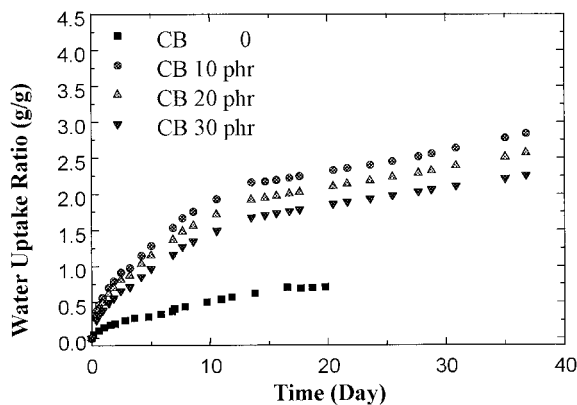 4.5
4.0
3.5
3.0
2.5
2.0
1.5
1.0
0.5
0.0
Water Uptake Ratio (g/g)
CB 0
CB 10 phr
CB 20 phr
CB 30 phr
0 10 20 30 40
Time (Day)